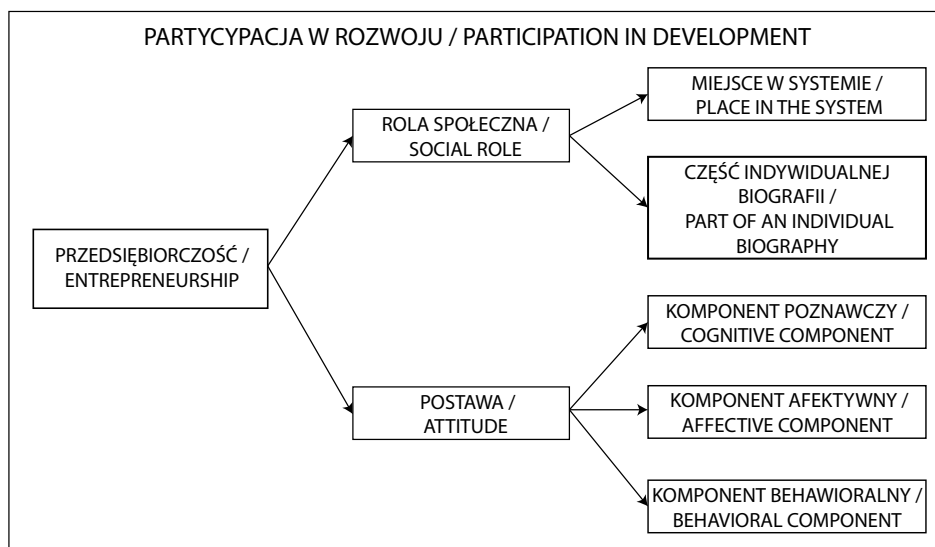 PARTYCYPACJA W ROZWOJU / PARTICIPATION IN DEVELOPMENT
PRZEDSIĘBIORCZOŚĆ /
ENTREPRENEURSHIP
ROLA SPOŁECZNA /
SOCIAL ROLE
MIEJSCE W SYSTEMIE /
PLACE IN THE SYSTEM
CZĘŚĆ INDYWIDUALNEJ
BIOGRAFII /
PART OF AN INDIVIDUAL
BIOGRAPHY
POSTAWA /
ATTITUDE
KOMPONENT POZNAWCZY /
COGNITIVE COMPONENT
KOMPONENT AFEKTYWNY /
AFFECTIVE COMPONENT
KOMPONENT BEHAWIORALNY /
BEHAVIORAL COMPONENT